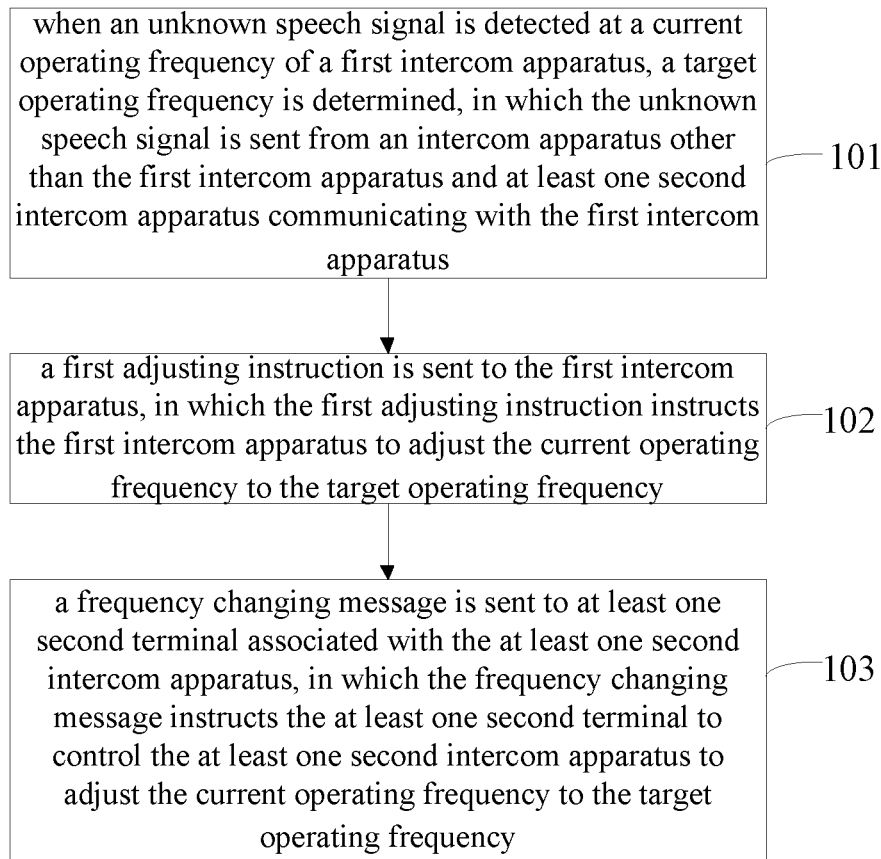 when an unknown speech signal is detected at a current
operating frequency of a first intercom apparatus, a target
operating frequency is determined, in which the unknown
speech signal is sent from an intercom apparatus other
than the first intercom apparatus and at least one second
intercom apparatus communicating with the first intercom
apparatus
101
a first adjusting instruction is sent to the first intercom
apparatus, in which the first adjusting instruction instructs
the first intercom apparatus to adjust the current operating
frequency to the target operating frequency
102
a frequency changing message is sent to at least one
second terminal associated with the at least one second
intercom apparatus, in which the frequency changing
message instructs the at least one second terminal to
control the at least one second intercom apparatus to
adjust the current operating frequency to the target
operating frequency
103